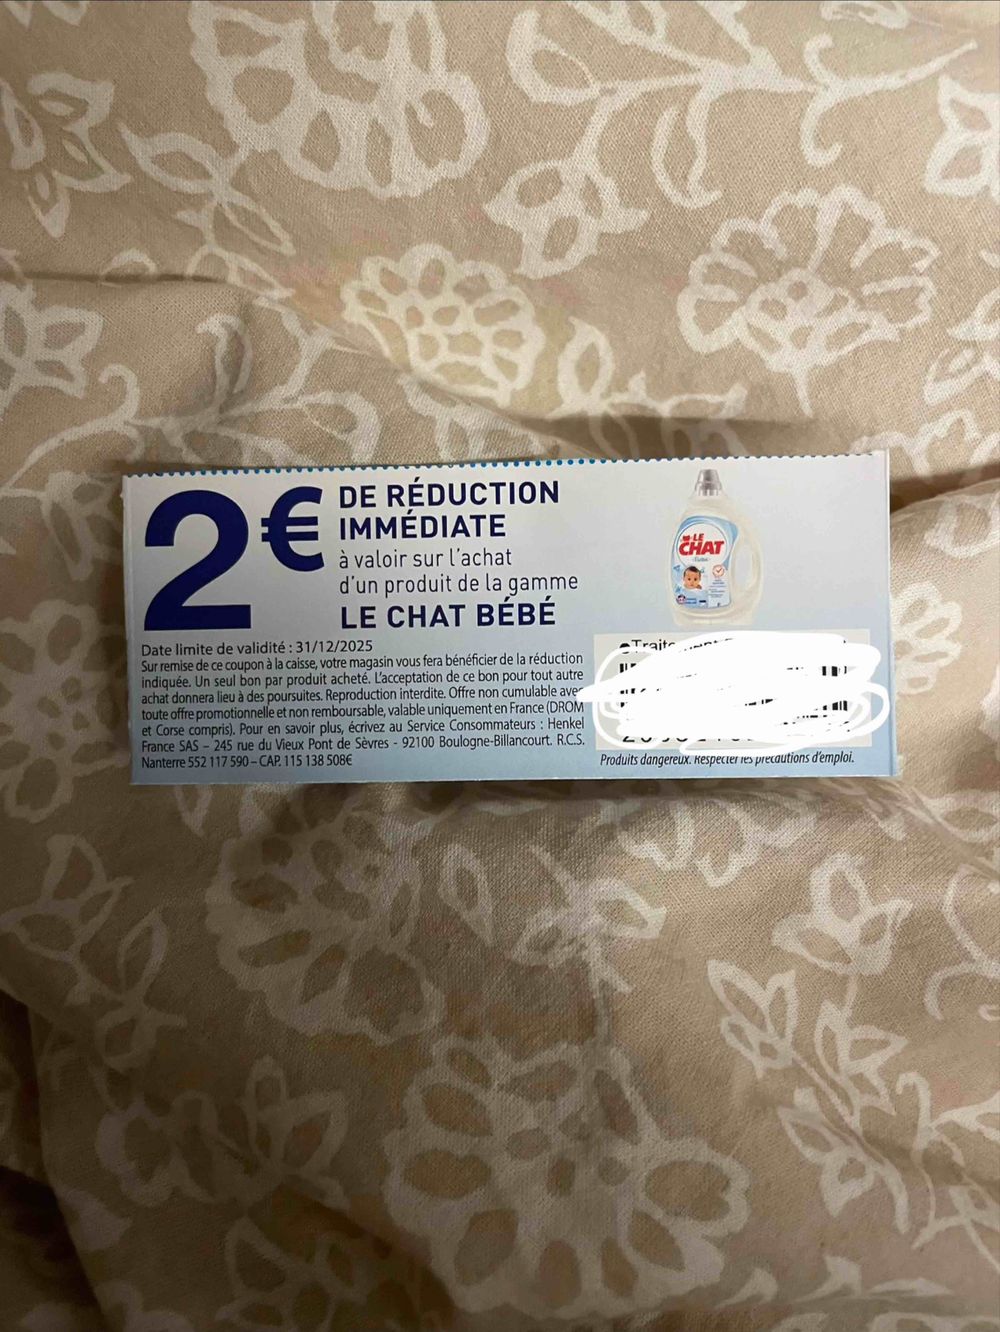 2€
DE RÉDUCTION
IMMÉDIATE
à valoir sur l'achat
d'un produit de la gamme
LE CHAT BÉBÉ
Date limite de validité : 31/12/2025
Sur remise de ce coupon à la caisse, votre magasin vous fera bénéficier de la réduction
indiquée. Un seul bon par produit acheté. L'acceptation de ce bon pour tout autre
achat donnera lieu à des poursuites. Reproduction interdite. Offre non cumulable avec
toute offre promotionnelle et non remboursable, valable uniquement en France (DROM
et Corse compris). Pour en savoir plus, écrivez au Service Consommateurs : Henkel
France SAS – 245 rue du Vieux Pont de Sèvres - 92100 Boulogne-Billancourt. R.C.S.
Nanterre 552 117 590 – CAP. 115 138 508€
LE
CHAT
Produits dangereux. Respecter les précautions d'emploi.